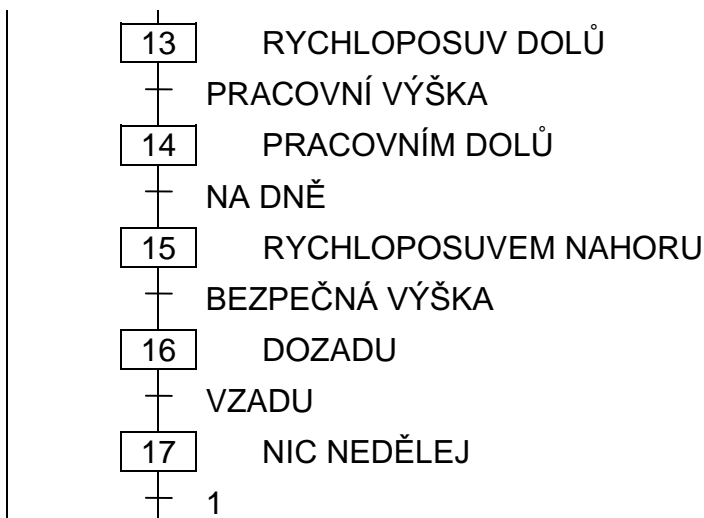 13 RYCHLOPOSUV DOLŮ
PRACOVNÍ VÝŠKA
14 PRACOVNÍM DOLŮ
NA DNĚ
15 RYCHLOPOSUVEM NAHORU
BEZPEČNÁ VÝŠKA
16 DOZADU
VZADU
17 NIC NEDĚLEJ
1